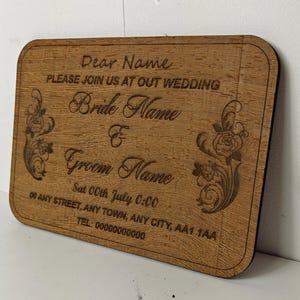 Dear Name
PLEASE JOIN US AT OUT WEDDING
Bride Name
&
Groom Name
Sat 00th July 0:00
00 ANY STREET, ANY TOWN, ANY CITY, AA1 1AA
TEL: 00000000000